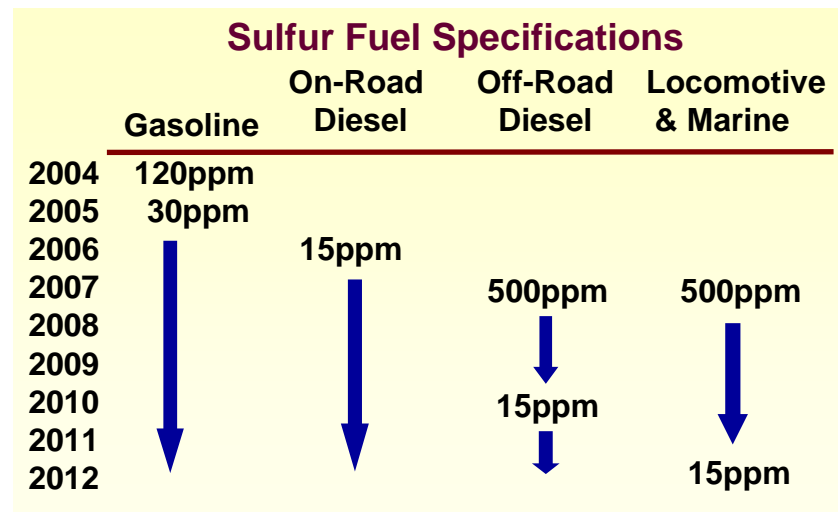 Sulfur Fuel Specifications
On-Road Off-Road Locomotive
Gasoline Diesel Diesel & Marine
2004 120ppm
2005 30ppm
2006 15ppm
2007 500ppm 500ppm
2008
2009
2010 15ppm
2011
2012 15ppm